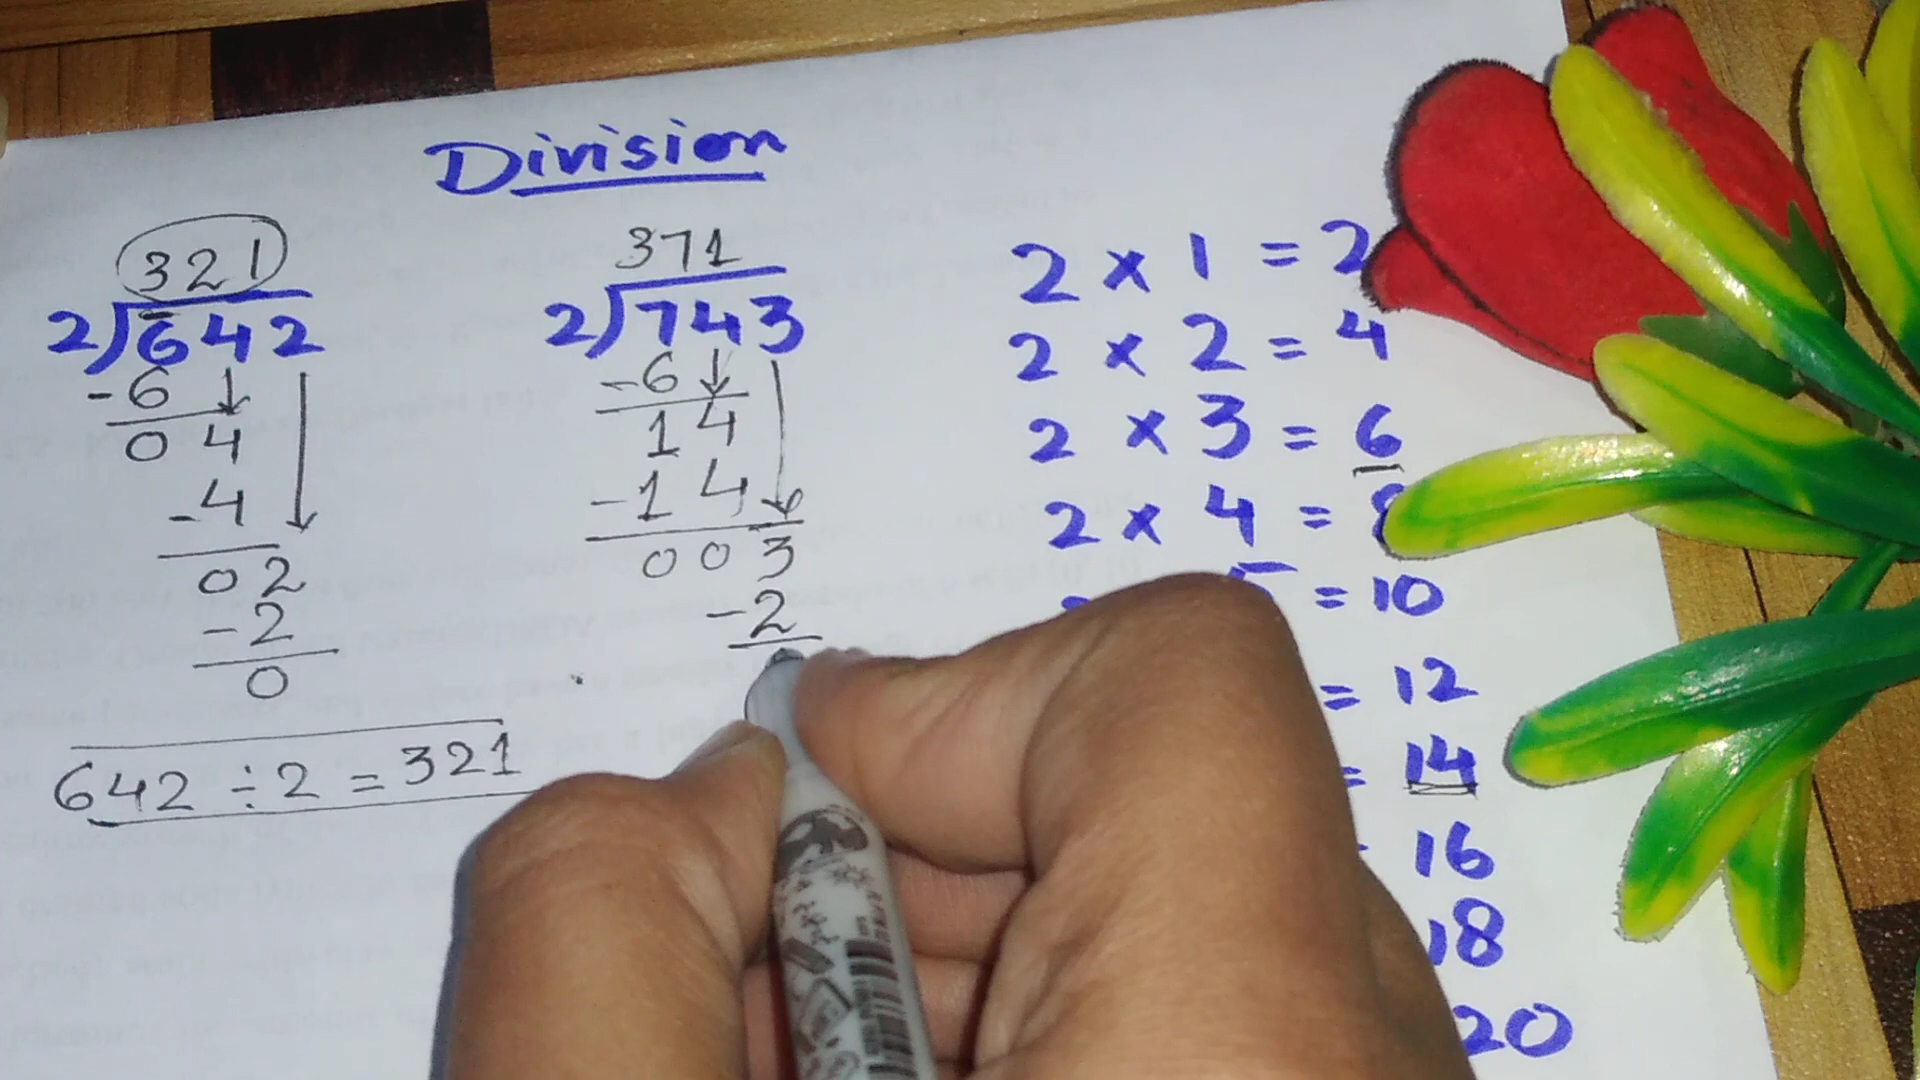 Division
321
2)642
-6
04
-4
02
-2
0
642 ÷ 2 = 321
371
2)743
-6
14
-14
003
-2
2 × 1 = 2
2 × 2 = 4
2 × 3 = 6
2 × 4 = 8
5 = 10
= 12
= 14
16
18
20